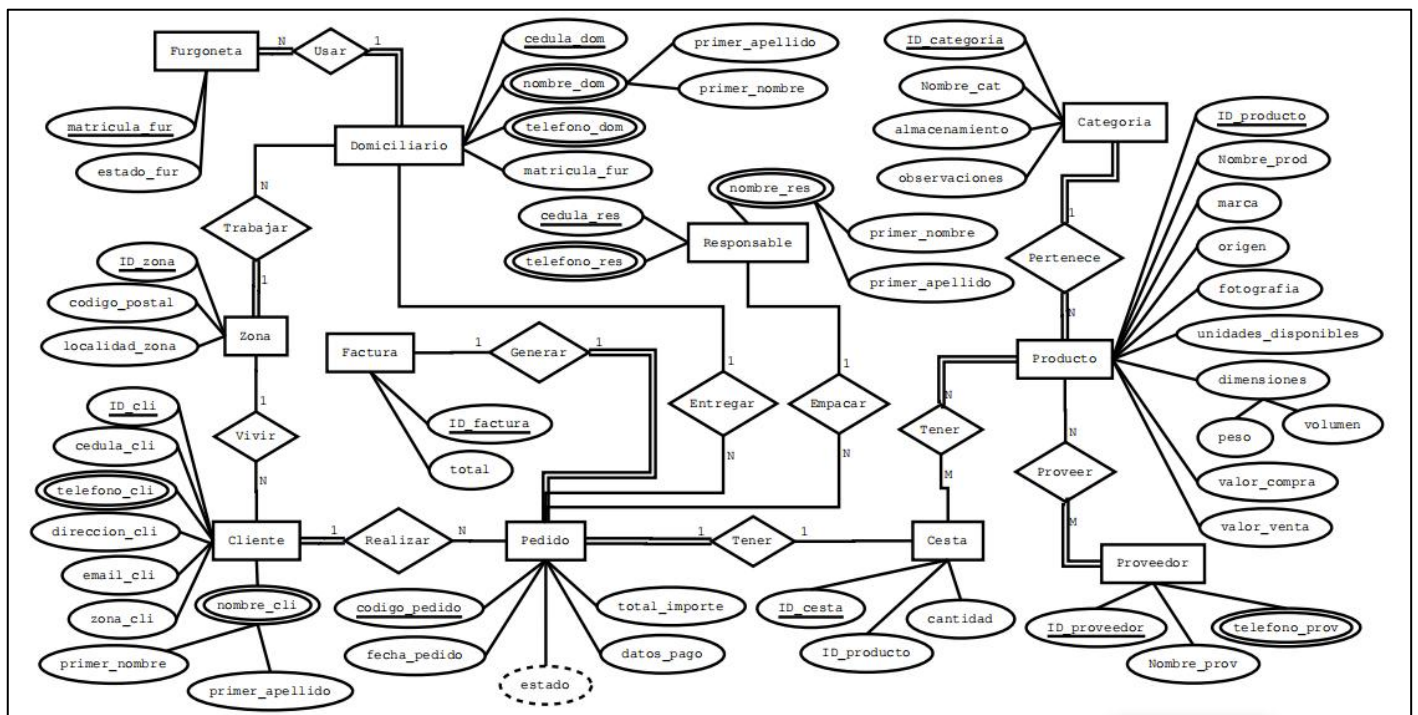 Furgoneta
N
Usar
1
matricula_fur
estado_fur
cedula_dom
nombre_dom
primer_apellido
primer_nombre
telefono_dom
matricula_fur
Domiciliario
N
Trabajar
1
ID_zona
codigo_postal
localidad_zona
Zona
1
Vivir
N
ID_cli
cedula_cli
telefono_cli
direccion_cli
email_cli
zona_cli
nombre_cli
primer_nombre
primer_apellido
Cliente
1
Realizar
N
Pedido
codigo_pedido
fecha_pedido
estado
datos_pago
total_importe
Factura
1
Generar
1
ID_factura
total
cedula_res
telefono_res
nombre_res
primer_nombre
primer_apellido
Responsable
1
Entregar
N
1
Empacar
N
1
Tener
1
Cesta
ID_cesta
ID_producto
cantidad
N
Tener
M
ID_categoria
Nombre_cat
almacenamiento
observaciones
Categoria
1
Pertenece
N
Producto
ID_producto
Nombre_prod
marca
origen
fotografia
unidades_disponibles
dimensiones
peso
volumen
valor_compra
valor_venta
N
Proveer
M
Proveedor
ID_proveedor
Nombre_prov
telefono_prov